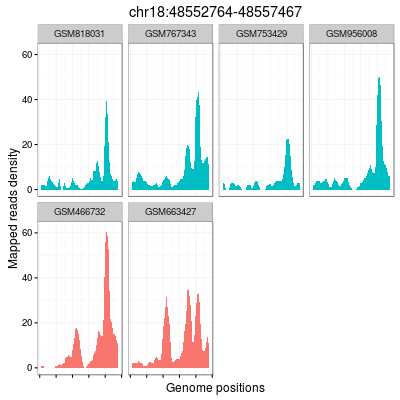 chr18:48552764-48557467
GSM818031 GSM767343 GSM753429 GSM956008
60
40
20
0
GSM466732 GSM663427
60
40
20
0
Mapped reads density
Genome positions